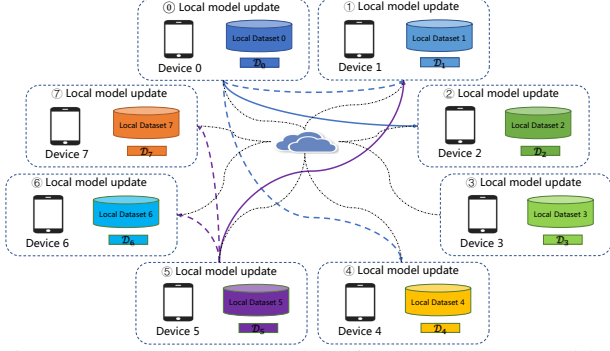 ⓪ Local model update
Local Dataset 0
𝒟₀
Device 0
① Local model update
Local Dataset 1
𝒟₁
Device 1
⑦ Local model update
Local Dataset 7
𝒟₇
Device 7
② Local model update
Local Dataset 2
𝒟₂
Device 2
⑥ Local model update
Local Dataset 6
𝒟₆
Device 6
③ Local model update
Local Dataset 3
𝒟₃
Device 3
⑤ Local model update
Local Dataset 5
𝒟₅
Device 5
④ Local model update
Local Dataset 4
𝒟₄
Device 4